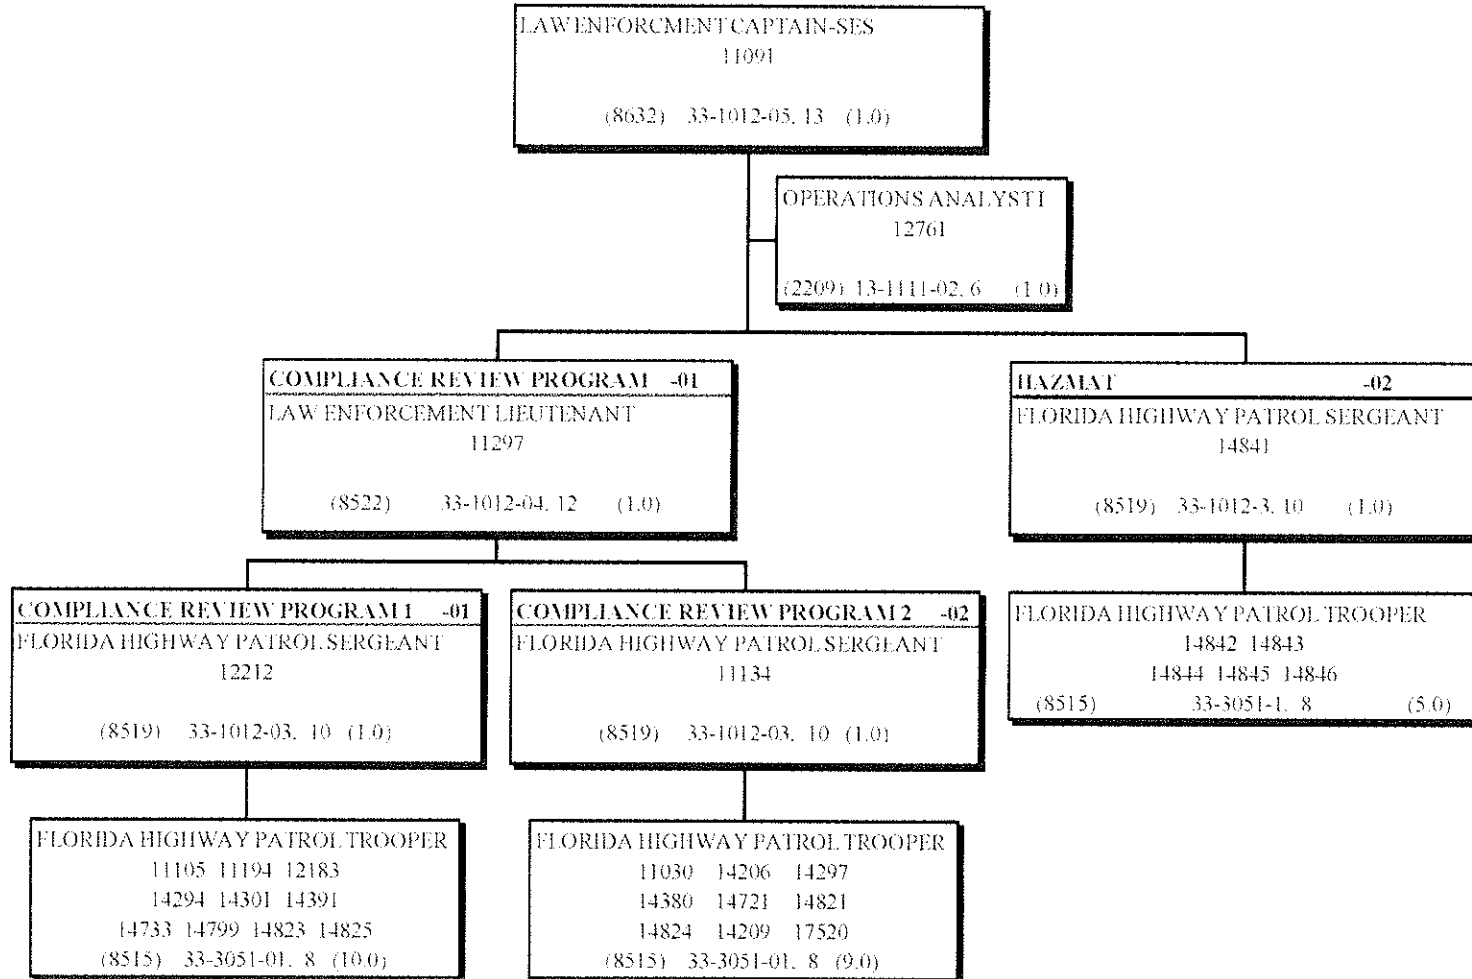 LAW ENFORCMENT CAPTAIN-SES
11091
(8632) 33-1012-05, 13 (1.0)
OPERATIONS ANALYST I
12761
(2209) 13-1111-02, 6 (1.0)
COMPLIANCE REVIEW PROGRAM -01
LAW ENFORCEMENT LIEUTENANT
11297
(8522) 33-1012-04, 12 (1.0)
HAZMAT -02
FLORIDA HIGHWAY PATROL SERGEANT
14841
(8519) 33-1012-3, 10 (1.0)
COMPLIANCE REVIEW PROGRAM 1 -01
FLORIDA HIGHWAY PATROL SERGEANT
12212
(8519) 33-1012-03, 10 (1.0)
COMPLIANCE REVIEW PROGRAM 2 -02
FLORIDA HIGHWAY PATROL SERGEANT
11134
(8519) 33-1012-03, 10 (1.0)
FLORIDA HIGHWAY PATROL TROOPER
14842 14843
14844 14845 14846
(8515) 33-3051-1, 8 (5.0)
FLORIDA HIGHWAY PATROL TROOPER
11105 11194 12183
14294 14301 14391
14733 14799 14823 14825
(8515) 33-3051-01, 8 (10.0)
FLORIDA HIGHWAY PATROL TROOPER
11030 14206 14297
14380 14721 14821
14824 14209 17520
(8515) 33-3051-01, 8 (9.0)